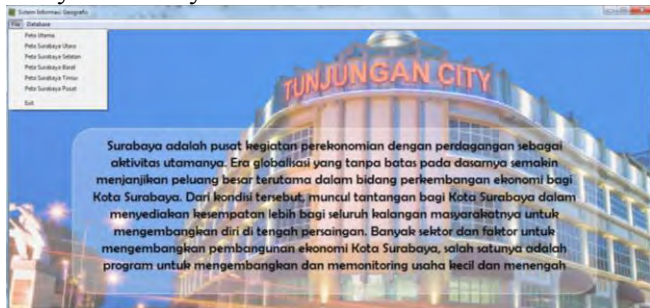 Sistem Informasi Geografis
File Database
Peta Utama
Peta Surabaya Utara
Peta Surabaya Selatan
Peta Surabaya Barat
Peta Surabaya Timur
Peta Surabaya Pusat
Exit
TUNJUNGAN CITY
Surabaya adalah pusat kegiatan perekonomian dengan perdagangan sebagai
aktivitas utamanya. Era globalisasi yang tanpa batas pada dasarnya semakin
menjanjikan peluang besar terutama dalam bidang perkembangan ekonomi bagi
Kota Surabaya. Dari kondisi tersebut, muncul tantangan bagi Kota Surabaya dalam
menyediakan kesempatan lebih bagi seluruh kalangan masyarakatnya untuk
mengembangkan diri di tengah persaingan. Banyak sektor dan faktor untuk
mengembangkan pembangunan ekonomi Kota Surabaya, salah satunya adalah
program untuk mengembangkan dan memonitoring usaha kecil dan menengah